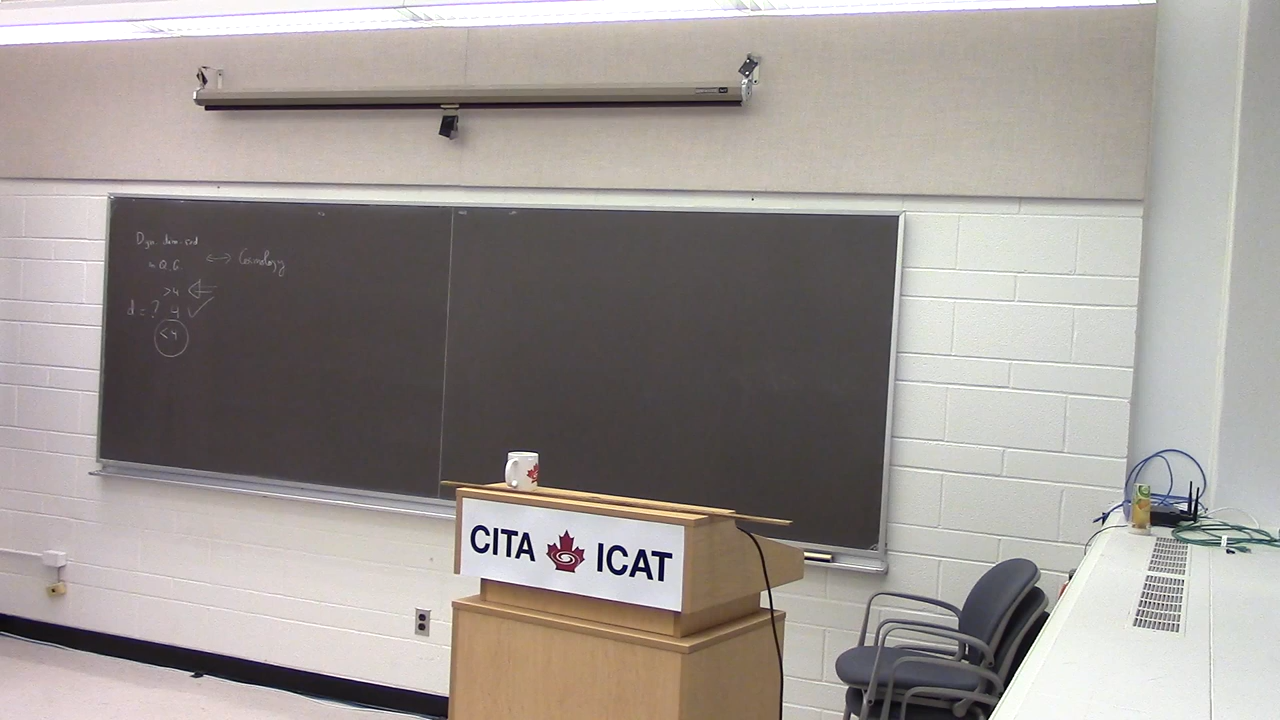 Dyn. dim-red
in Q.G.
<-> Cosmology
>4
d = ? 4 ✓
<4
CITA ICAT